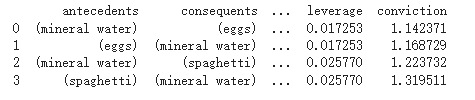 antecedents consequents ... leverage conviction
0 (mineral water) (eggs) ... 0.017253 1.142371
1 (eggs) (mineral water) ... 0.017253 1.168729
2 (mineral water) (spaghetti) ... 0.025770 1.223732
3 (spaghetti) (mineral water) ... 0.025770 1.319511